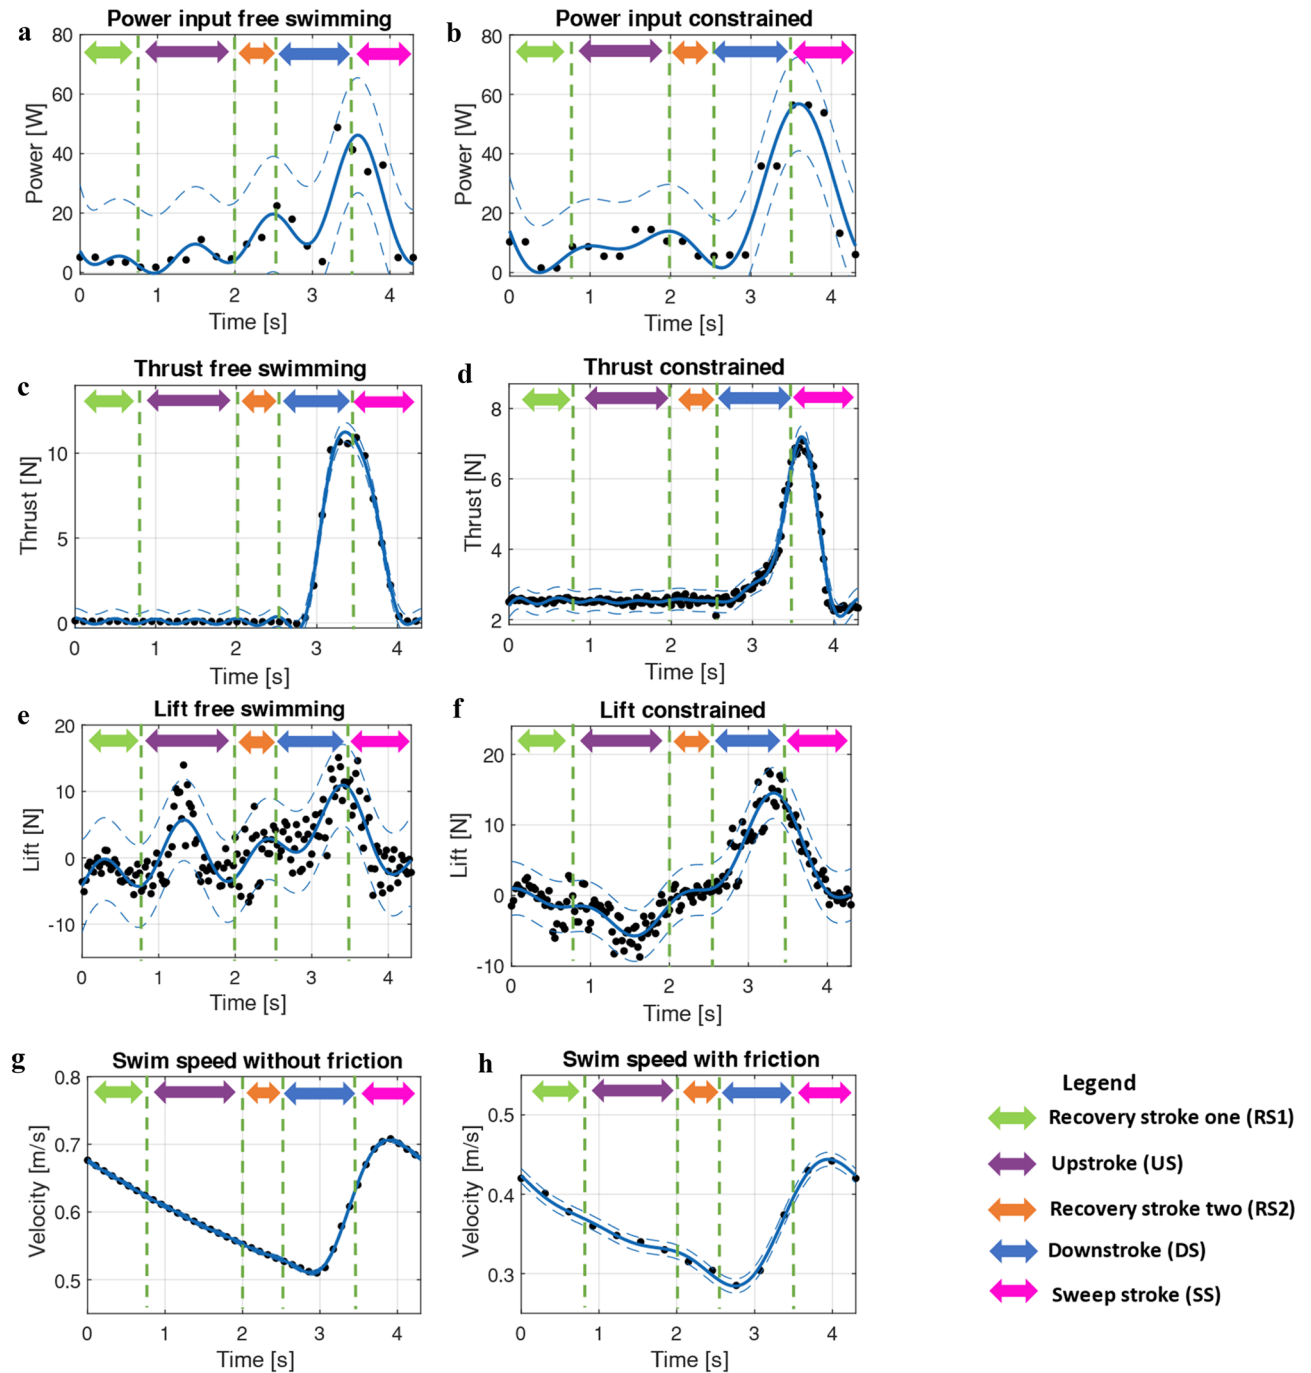 a
Power input free swimming
80
60
40
20
0
Power [W]
0 1 2 3 4
Time [s]
b
Power input constrained
80
60
40
20
0
Power [W]
0 1 2 3 4
Time [s]
c
Thrust free swimming
10
5
0
Thrust [N]
0 1 2 3 4
Time [s]
d
Thrust constrained
8
6
4
2
Thrust [N]
0 1 2 3 4
Time [s]
e
Lift free swimming
20
10
0
-10
Lift [N]
0 1 2 3 4
Time [s]
f
Lift constrained
20
10
0
-10
Lift [N]
0 1 2 3 4
Time [s]
g
Swim speed without friction
0.8
0.7
0.6
0.5
Velocity [m/s]
0 1 2 3 4
Time [s]
h
Swim speed with friction
0.5
0.4
0.3
Velocity [m/s]
0 1 2 3 4
Time [s]
Legend
Recovery stroke one (RS1)
Upstroke (US)
Recovery stroke two (RS2)
Downstroke (DS)
Sweep stroke (SS)